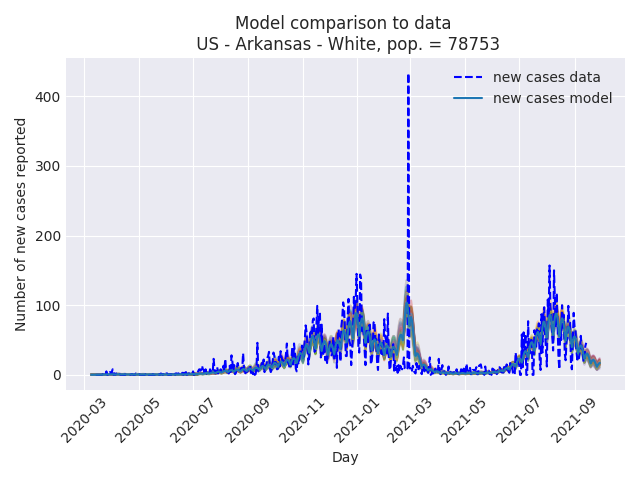 Model comparison to data
US - Arkansas - White, pop. = 78753
new cases data
new cases model
Number of new cases reported
400
300
200
100
0
2020-03
2020-05
2020-07
2020-09
2020-11
2021-01
2021-03
2021-05
2021-07
2021-09
Day